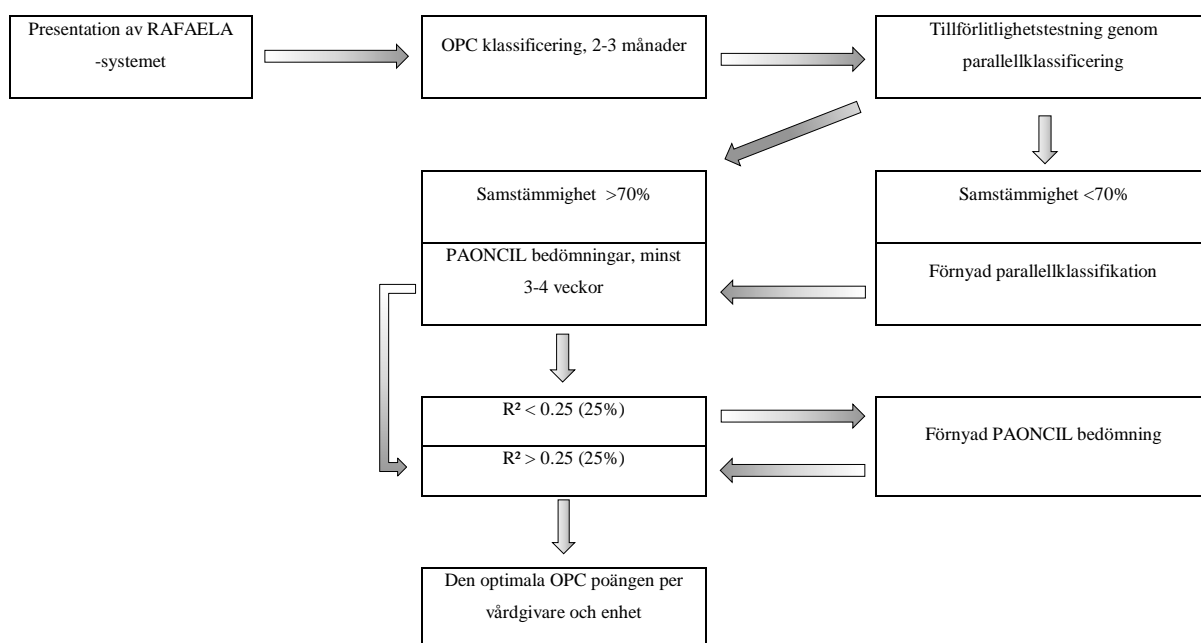 Presentation av RAFAELA
-systemet
OPC klassificering, 2-3 månader
Tillförlitlighetstestning genom
parallellklassificering
Samstämmighet >70%
PAONCIL bedömningar, minst
3-4 veckor
Samstämmighet <70%
Förnyad parallellklassifikation
R² < 0.25 (25%)
R² > 0.25 (25%)
Förnyad PAONCIL bedömning
Den optimala OPC poängen per
vårdgivare och enhet